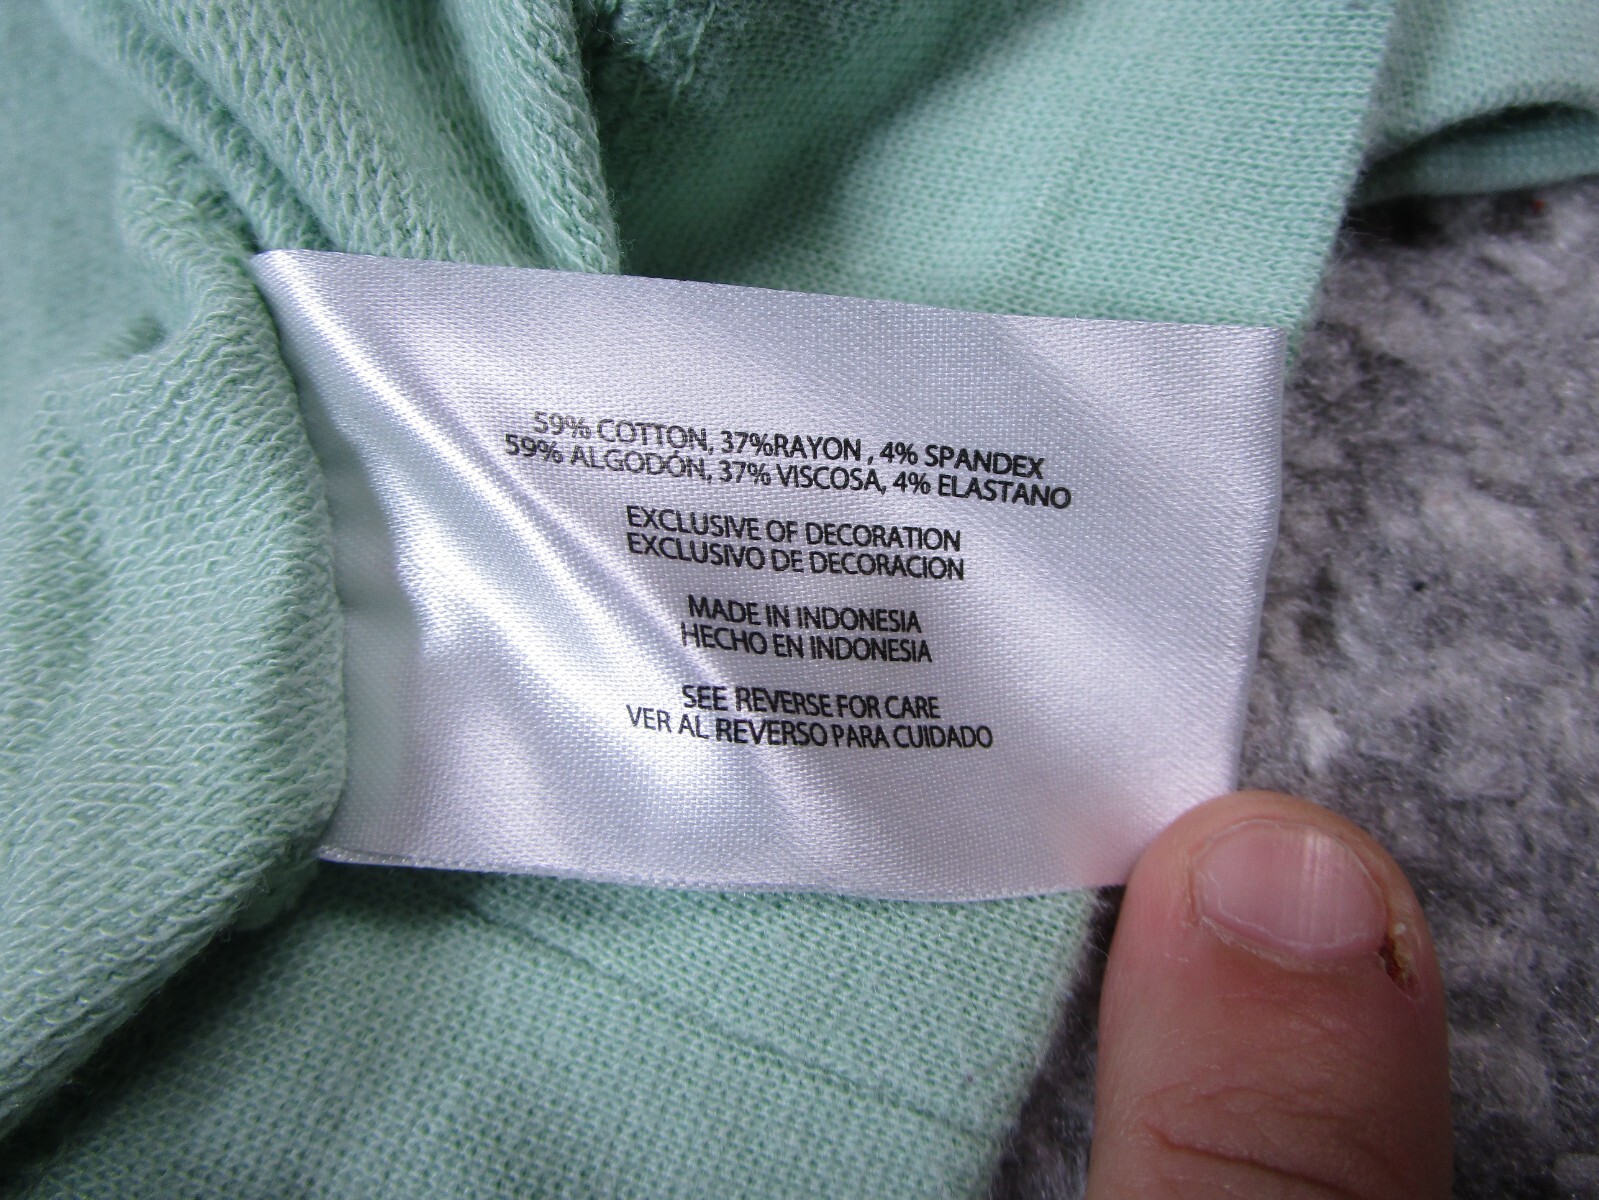 59% COTTON, 37%RAYON , 4% SPANDEX
59% ALGODÓN, 37% VISCOSA, 4% ELASTANO
EXCLUSIVE OF DECORATION
EXCLUSIVO DE DECORACION
MADE IN INDONESIA
HECHO EN INDONESIA
SEE REVERSE FOR CARE
VER AL REVERSO PARA CUIDADO